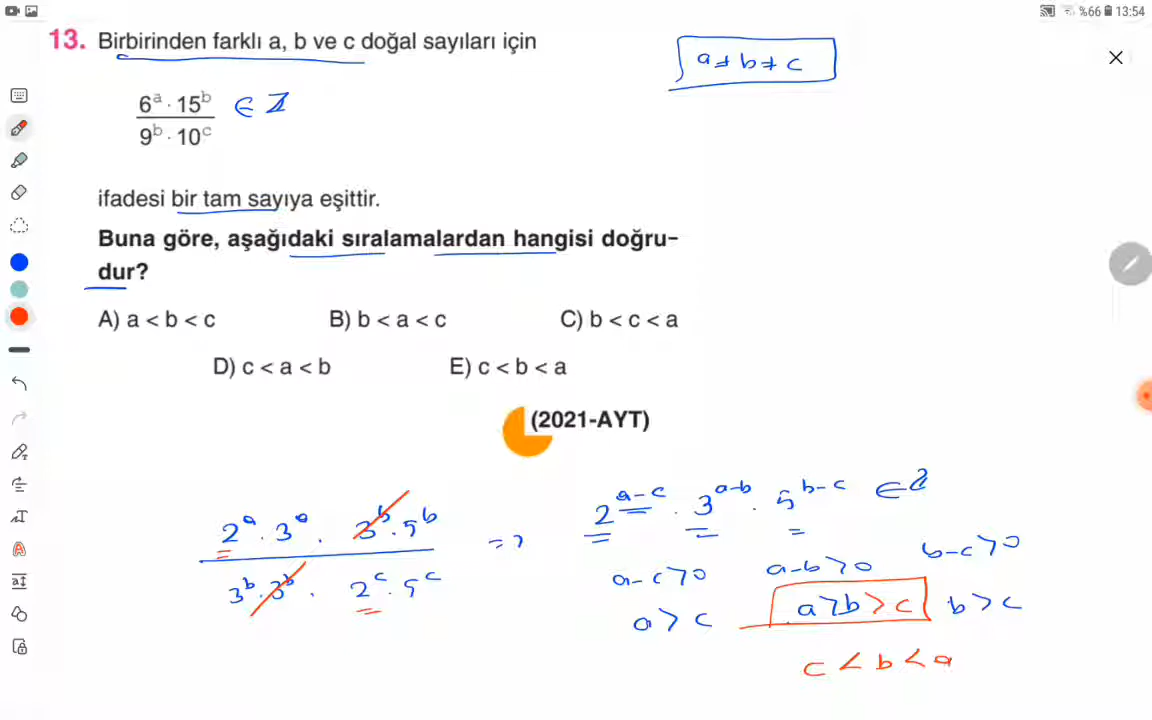 %66 13:54
13. Birbirinden farklı a, b ve c doğal sayıları için
a ≠ b ≠ c
6^a · 15^b ∈ Z
9^b · 10^c
ifadesi bir tam sayıya eşittir.
Buna göre, aşağıdaki sıralamalardan hangisi doğru-
dur?
A) a < b < c B) b < a < c C) b < c < a
D) c < a < b E) c < b < a
(2021-AYT)
2^a · 3^a · 3^b · 5^b
3^b · 3^b · 2^c · 5^c
=> 2^a-c · 3^a-b · 5^b-c ∈ Z
a-c>0 a-b>0 b-c>0
a>c a>b>c b>c
c<b<a